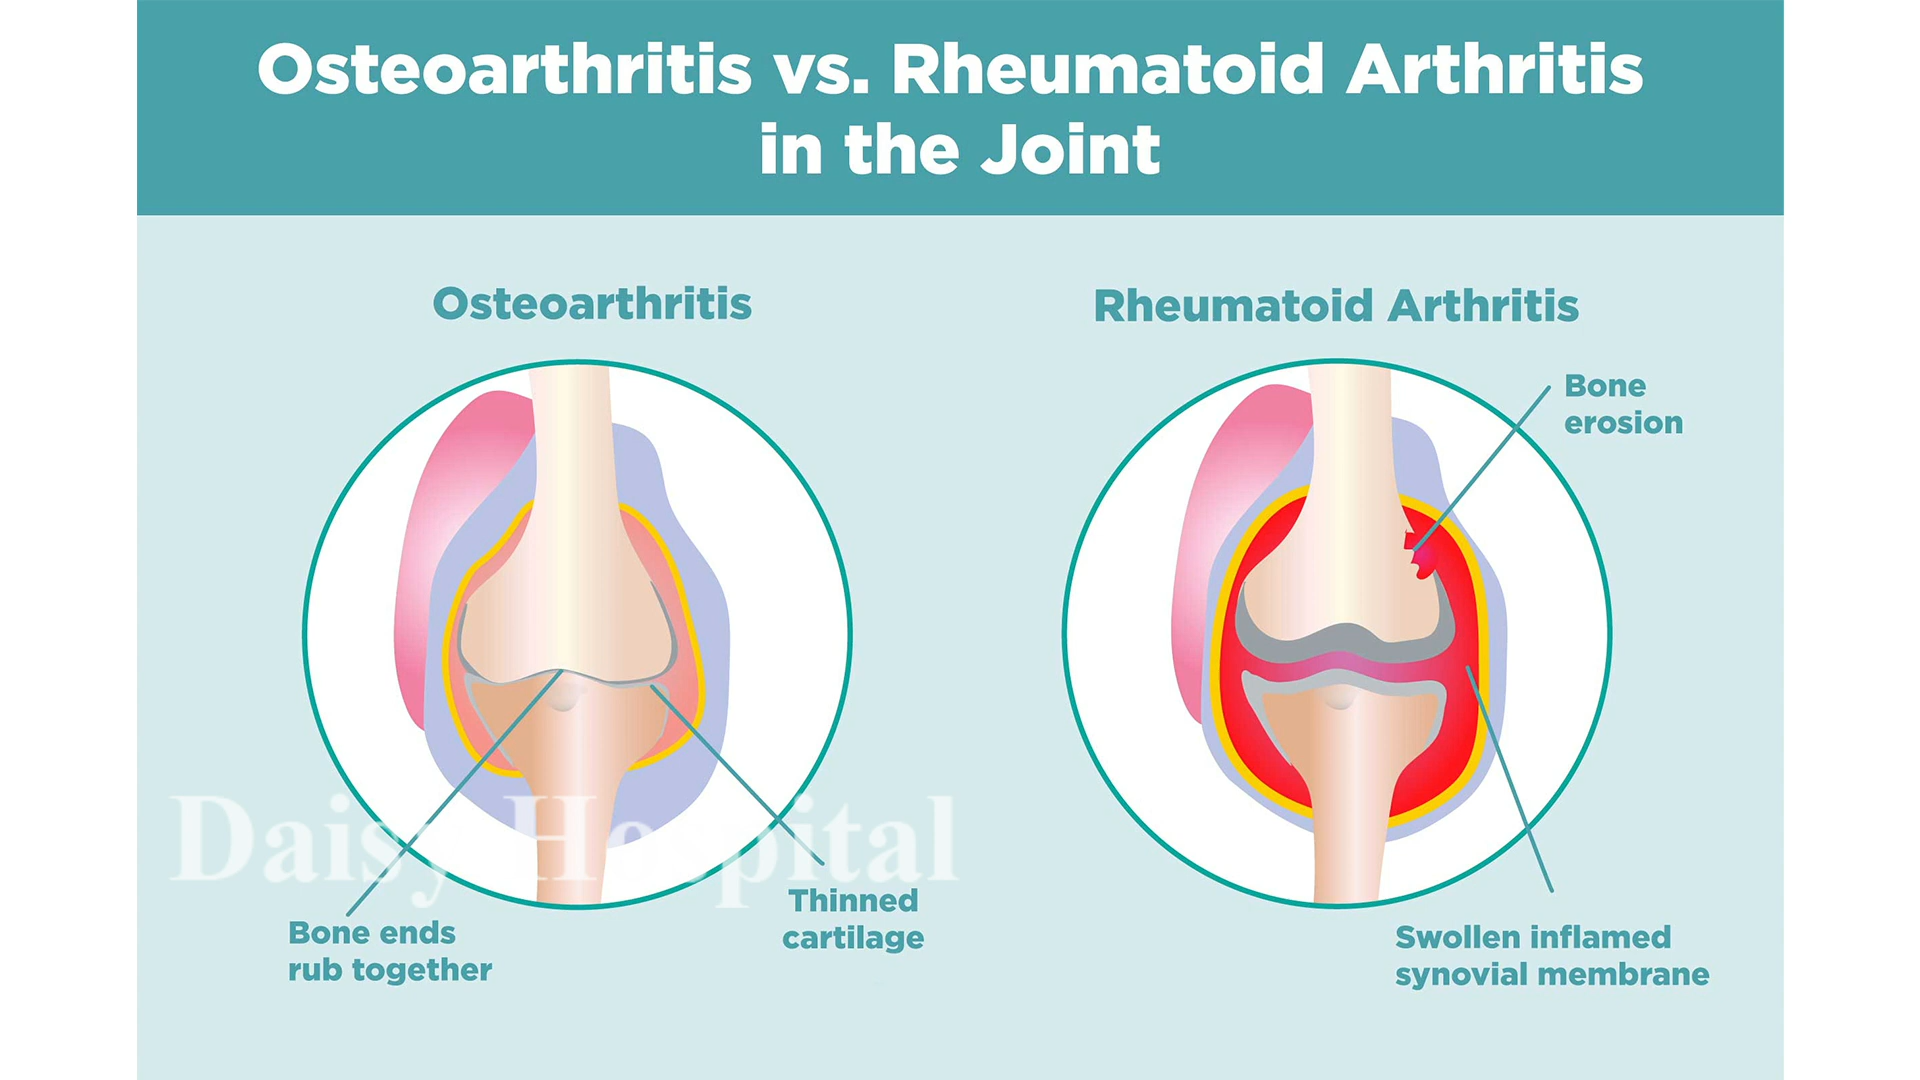 Osteoarthritis vs. Rheumatoid Arthritis
in the Joint
Osteoarthritis
Rheumatoid Arthritis
Bone
erosion
Daisy Hospital
Thinned
cartilage
Bone ends
rub together
Swollen inflamed
synovial membrane